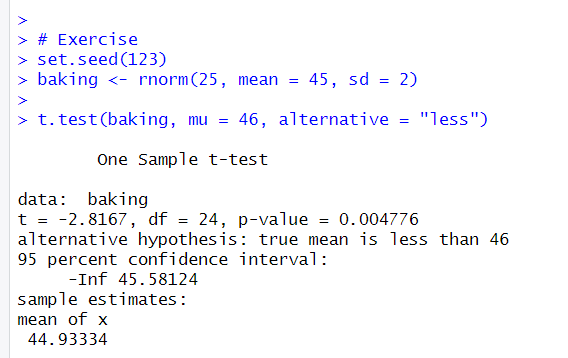 >
> # Exercise
> set.seed(123)
> baking <- rnorm(25, mean = 45, sd = 2)
>
> t.test(baking, mu = 46, alternative = "less")
One Sample t-test
data:  baking
t = -2.8167, df = 24, p-value = 0.004776
alternative hypothesis: true mean is less than 46
95 percent confidence interval:
-Inf 45.58124
sample estimates:
mean of x
44.93334